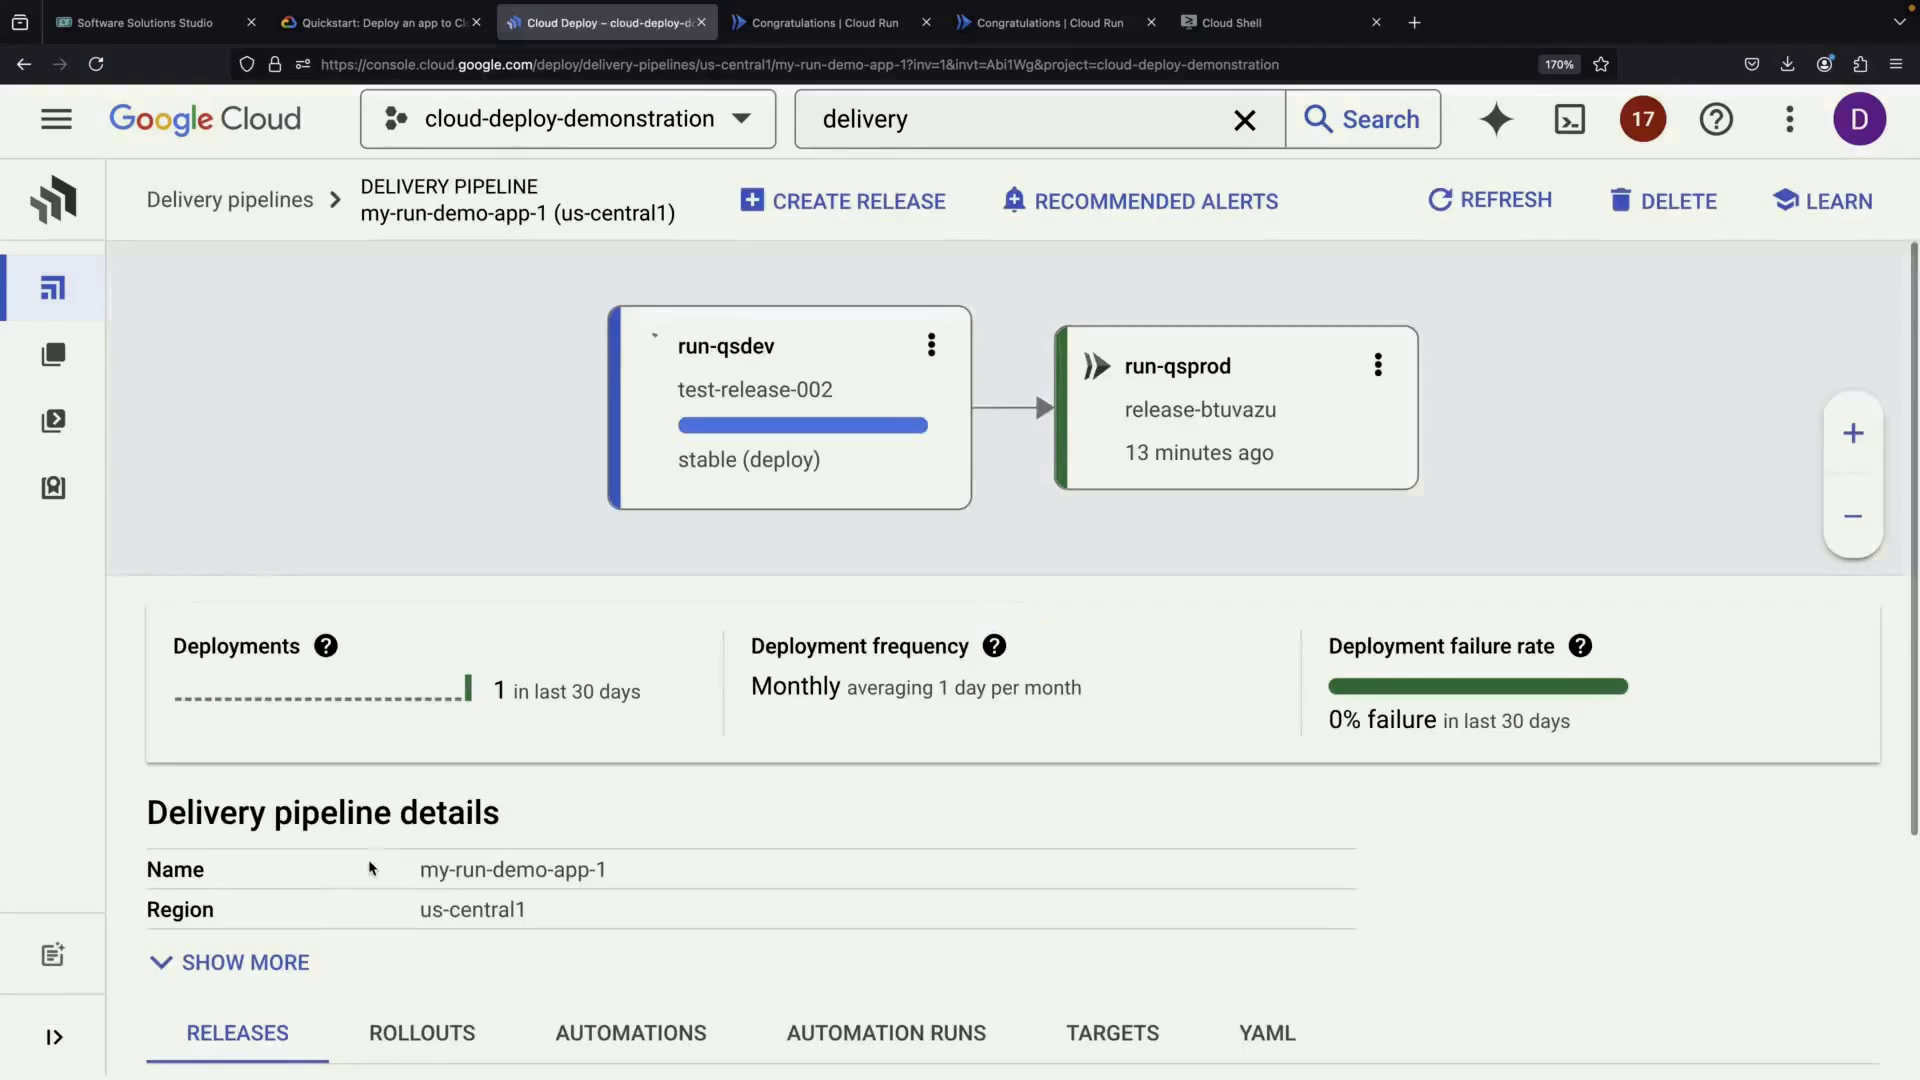 Software Solutions Studio
Quickstart: Deploy an app to Cl
Cloud Deploy – cloud-deploy-de
Congratulations | Cloud Run
Congratulations | Cloud Run
Cloud Shell
https://console.cloud.google.com/deploy/delivery-pipelines/us-central1/my-run-demo-app-1?inv=1&invt=Abi1Wg&project=cloud-deploy-demonstration
170%
Google Cloud
cloud-deploy-demonstration
delivery
Search
17
D
Delivery pipelines
DELIVERY PIPELINE
my-run-demo-app-1 (us-central1)
CREATE RELEASE
RECOMMENDED ALERTS
REFRESH
DELETE
LEARN
run-qsdev
test-release-002
stable (deploy)
run-qsprod
release-btuvazu
13 minutes ago
Deployments
1 in last 30 days
Deployment frequency
Monthly averaging 1 day per month
Deployment failure rate
0% failure in last 30 days
Delivery pipeline details
Name my-run-demo-app-1
Region us-central1
SHOW MORE
RELEASES ROLLOUTS AUTOMATIONS AUTOMATION RUNS TARGETS YAML